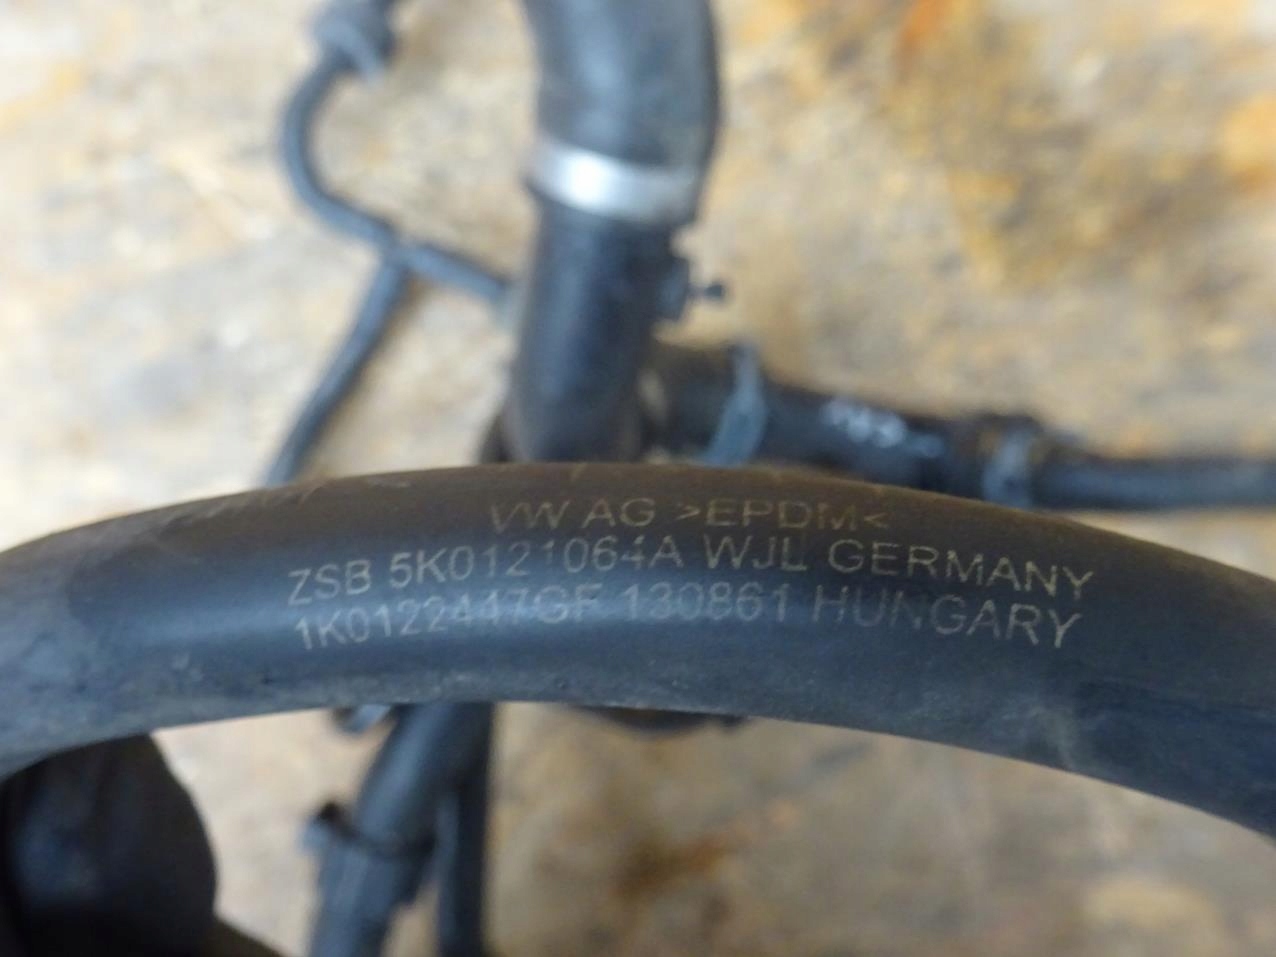 VW AG >EPDM<
ZSB 5K0121064A WJL GERMANY
1K0122447GF 130861 HUNGARY